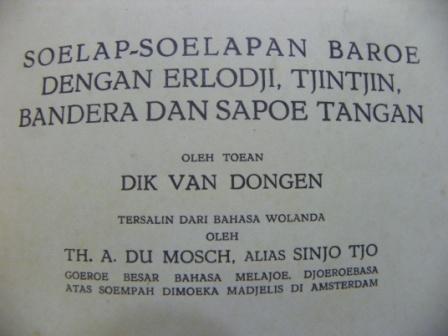 SOELAP-SOELAPAN BAROE
DENGAN ERLODJI, TJINTJIN,
BANDERA DAN SAPOE TANGAN
OLEH TOEAN
DIK VAN DONGEN
TERSALIN DARI BAHASA WOLANDA
OLEH
TH. A. DU MOSCH, ALIAS SINJO TJO
GOEROE BESAR BAHASA MELAJOE, DJOEROEBASA
ATAS SOEMPAH DIMOEKA MADJELIS DI AMSTERDAM